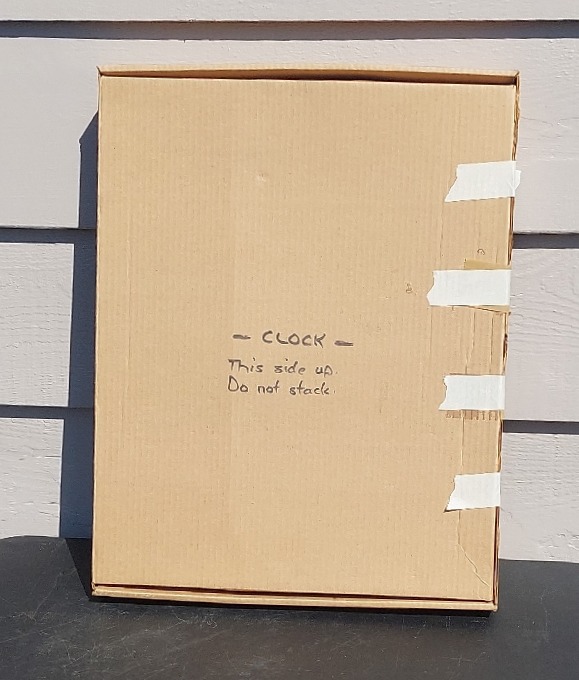 - CLOCK -
This side up.
Do not stack.